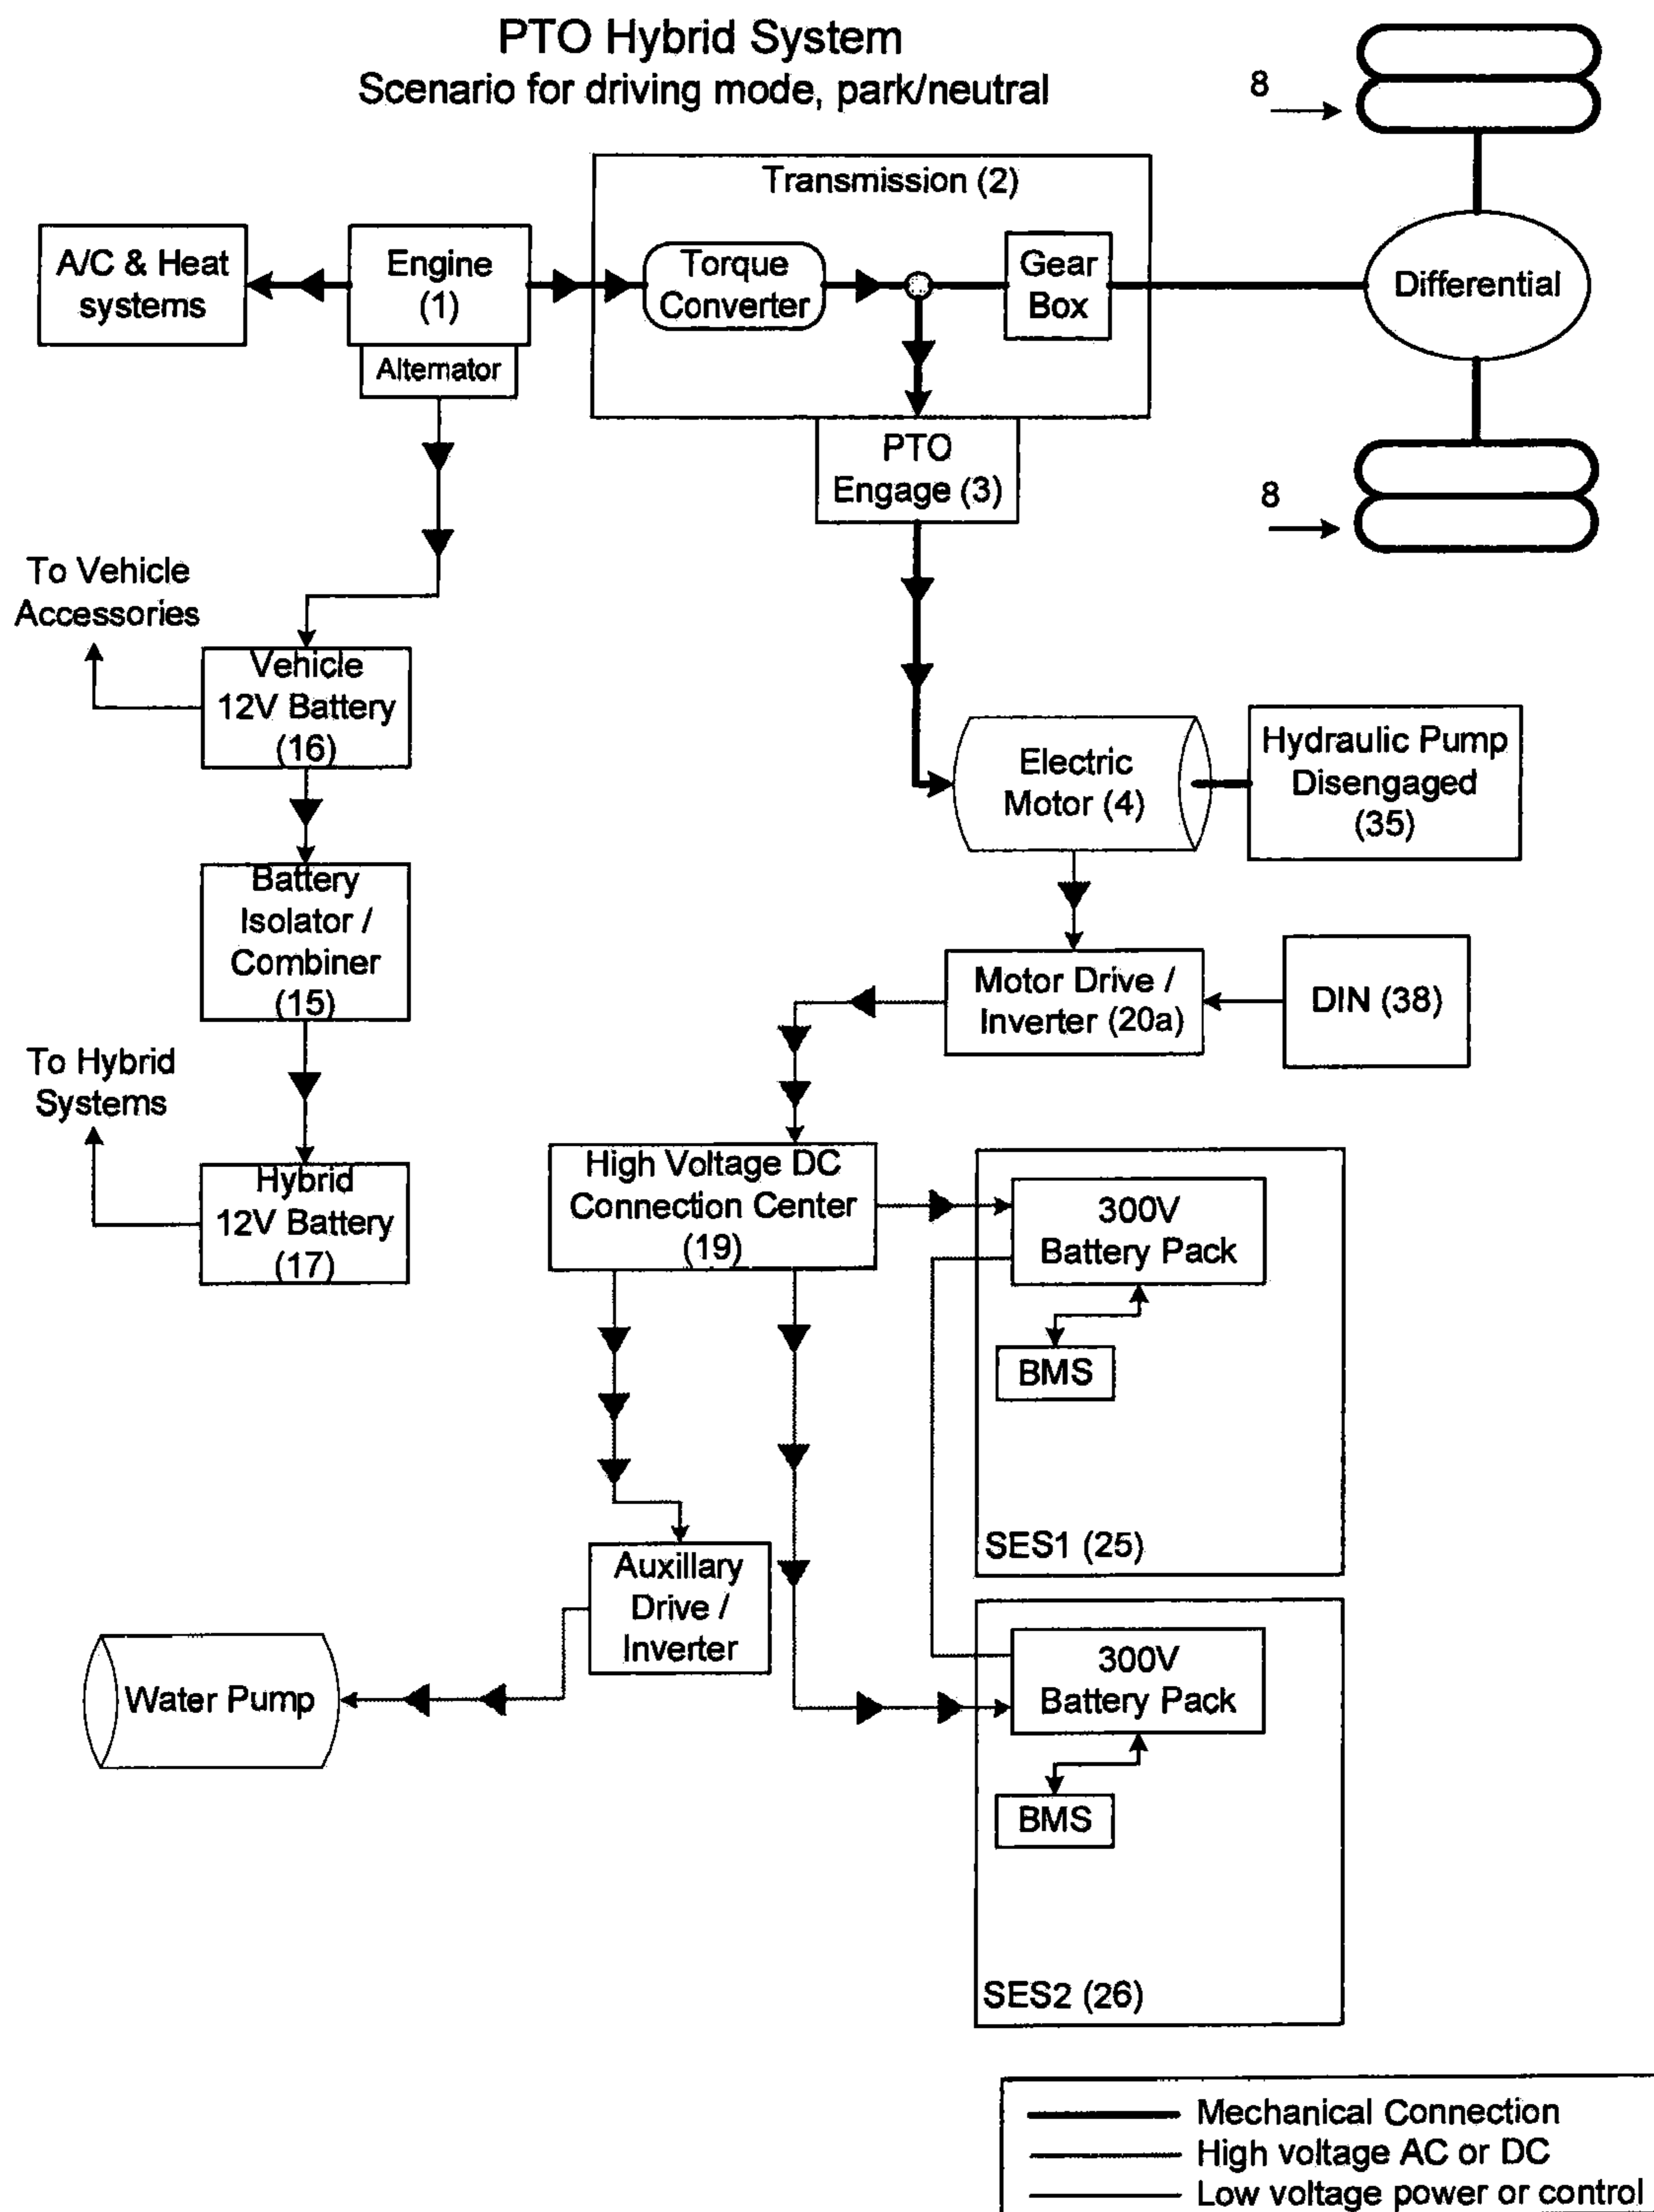 PTO Hybrid System
Scenario for driving mode, park/neutral
8
Transmission (2)
A/C & Heat
systems
Engine
(1)
Torque
Converter
Gear
Box
Differential
Alternator
PTO
Engage (3)
8
To Vehicle
Accessories
Vehicle
12V Battery
(16)
Electric
Motor (4)
Hydraulic Pump
Disengaged
(35)
Battery
Isolator /
Combiner
(15)
Motor Drive /
Inverter (20a)
DIN (38)
To Hybrid
Systems
Hybrid
12V Battery
(17)
High Voltage DC
Connection Center
(19)
300V
Battery Pack
BMS
SES1 (25)
Auxillary
Drive /
Inverter
Water Pump
300V
Battery Pack
BMS
SES2 (26)
Mechanical Connection
High voltage AC or DC
Low voltage power or control